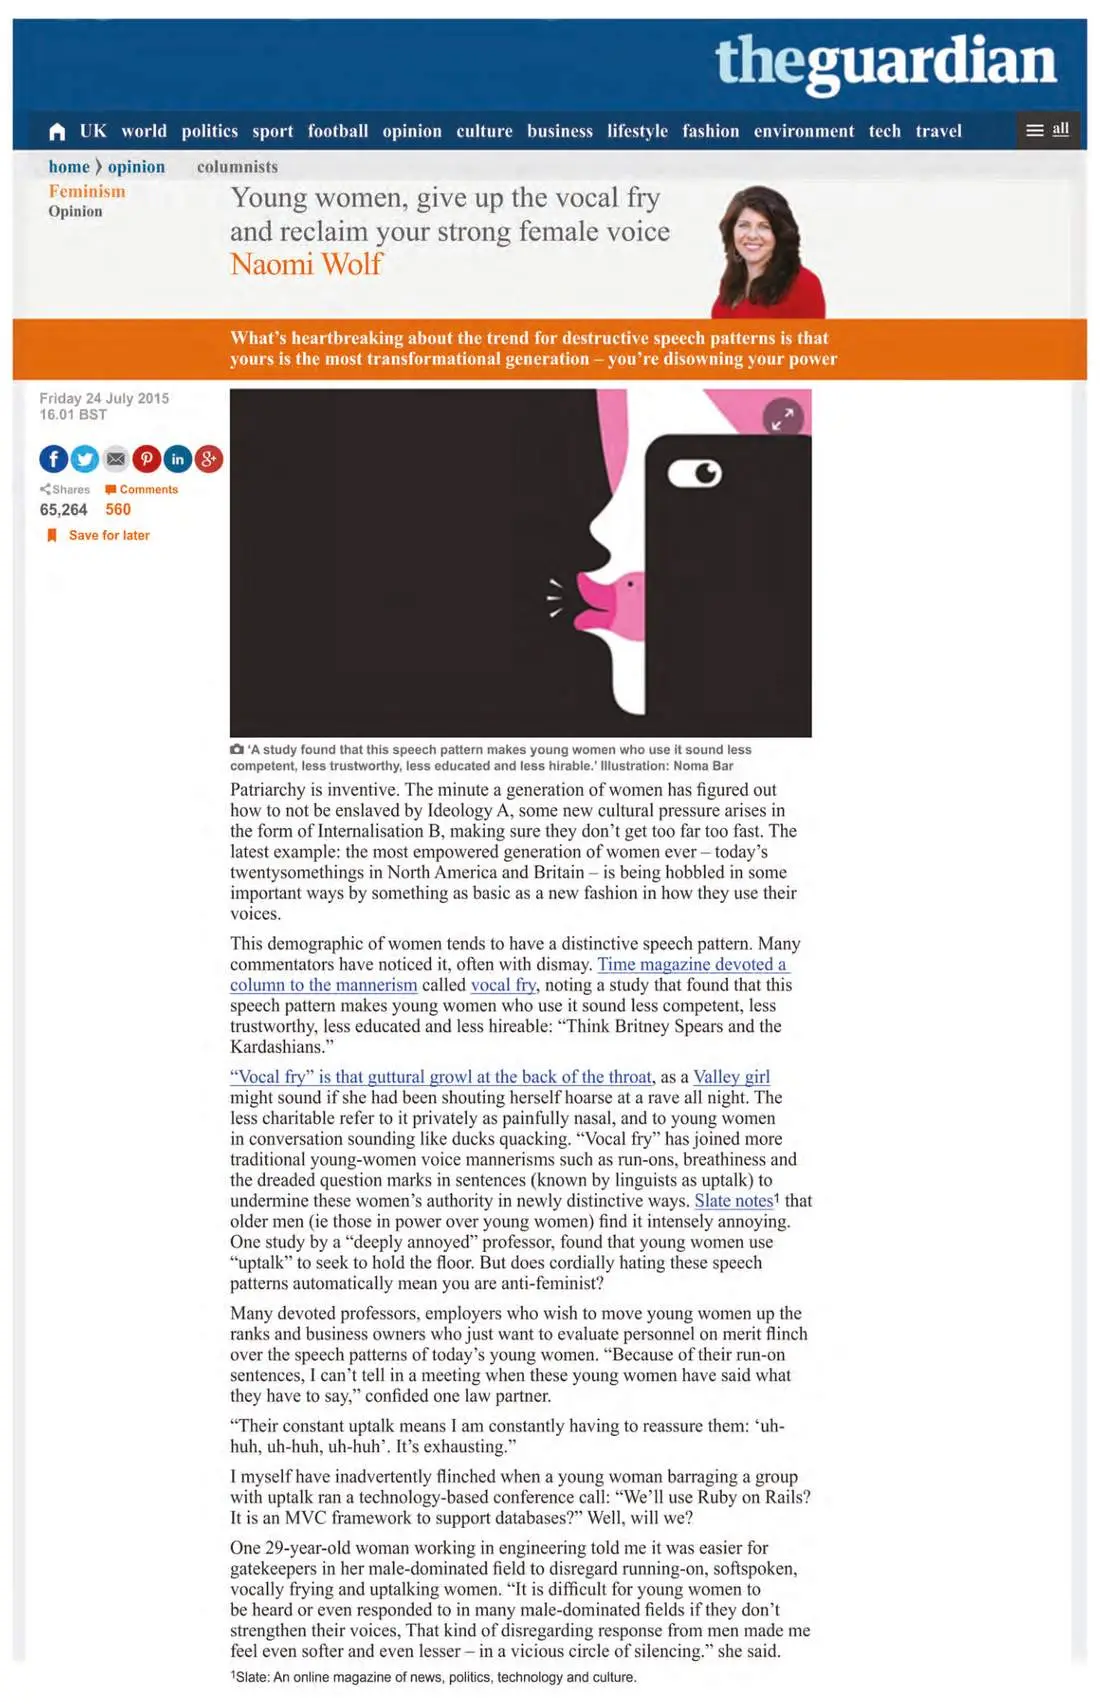 theguardian
UK world politics sport football opinion culture business lifestyle fashion environment tech travel all
home ❭ opinion columnists
Feminism
Opinion
Young women, give up the vocal fry
and reclaim your strong female voice
Naomi Wolf
What's heartbreaking about the trend for destructive speech patterns is that
yours is the most transformational generation – you're disowning your power
Friday 24 July 2015
16.01 BST
f in g+
Shares Comments
65,264 560
Save for later
'A study found that this speech pattern makes young women who use it sound less
competent, less trustworthy, less educated and less hirable.' Illustration: Noma Bar
Patriarchy is inventive. The minute a generation of women has figured out
how to not be enslaved by Ideology A, some new cultural pressure arises in
the form of Internalisation B, making sure they don't get too far too fast. The
latest example: the most empowered generation of women ever – today's
twentysomethings in North America and Britain – is being hobbled in some
important ways by something as basic as a new fashion in how they use their
voices.
This demographic of women tends to have a distinctive speech pattern. Many
commentators have noticed it, often with dismay. Time magazine devoted a
column to the mannerism called vocal fry, noting a study that found that this
speech pattern makes young women who use it sound less competent, less
trustworthy, less educated and less hireable: “Think Britney Spears and the
Kardashians.”
“Vocal fry” is that guttural growl at the back of the throat, as a Valley girl
might sound if she had been shouting herself hoarse at a rave all night. The
less charitable refer to it privately as painfully nasal, and to young women
in conversation sounding like ducks quacking. “Vocal fry” has joined more
traditional young-women voice mannerisms such as run-ons, breathiness and
the dreaded question marks in sentences (known by linguists as uptalk) to
undermine these women's authority in newly distinctive ways. Slate notes¹ that
older men (ie those in power over young women) find it intensely annoying.
One study by a “deeply annoyed” professor, found that young women use
“uptalk” to seek to hold the floor. But does cordially hating these speech
patterns automatically mean you are anti-feminist?
Many devoted professors, employers who wish to move young women up the
ranks and business owners who just want to evaluate personnel on merit flinch
over the speech patterns of today's young women. “Because of their run-on
sentences, I can't tell in a meeting when these young women have said what
they have to say,” confided one law partner.
“Their constant uptalk means I am constantly having to reassure them: ‘uh-
huh, uh-huh, uh-huh’. It's exhausting.”
I myself have inadvertently flinched when a young woman barraging a group
with uptalk ran a technology-based conference call: “We'll use Ruby on Rails?
It is an MVC framework to support databases?” Well, will we?
One 29-year-old woman working in engineering told me it was easier for
gatekeepers in her male-dominated field to disregard running-on, softspoken,
vocally frying and uptalking women. “It is difficult for young women to
be heard or even responded to in many male-dominated fields if they don't
strengthen their voices, That kind of disregarding response from men made me
feel even softer and even lesser – in a vicious circle of silencing.” she said.
¹Slate: An online magazine of news, politics, technology and culture.